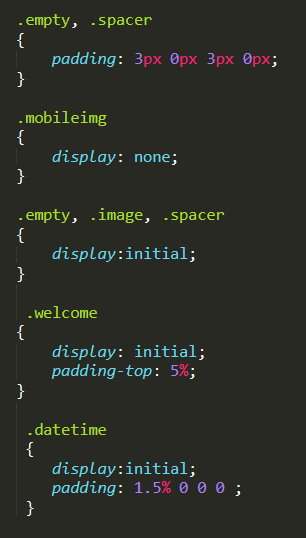 .empty, .spacer
{
    padding: 3px 0px 3px 0px;
}

.mobileimg
{
    display: none;
}

.empty, .image, .spacer
{
    display:initial;
}

 .welcome
{
    display: initial;
    padding-top: 5%;
}

 .datetime
 {
    display:initial;
    padding: 1.5% 0 0 0 ;
 }